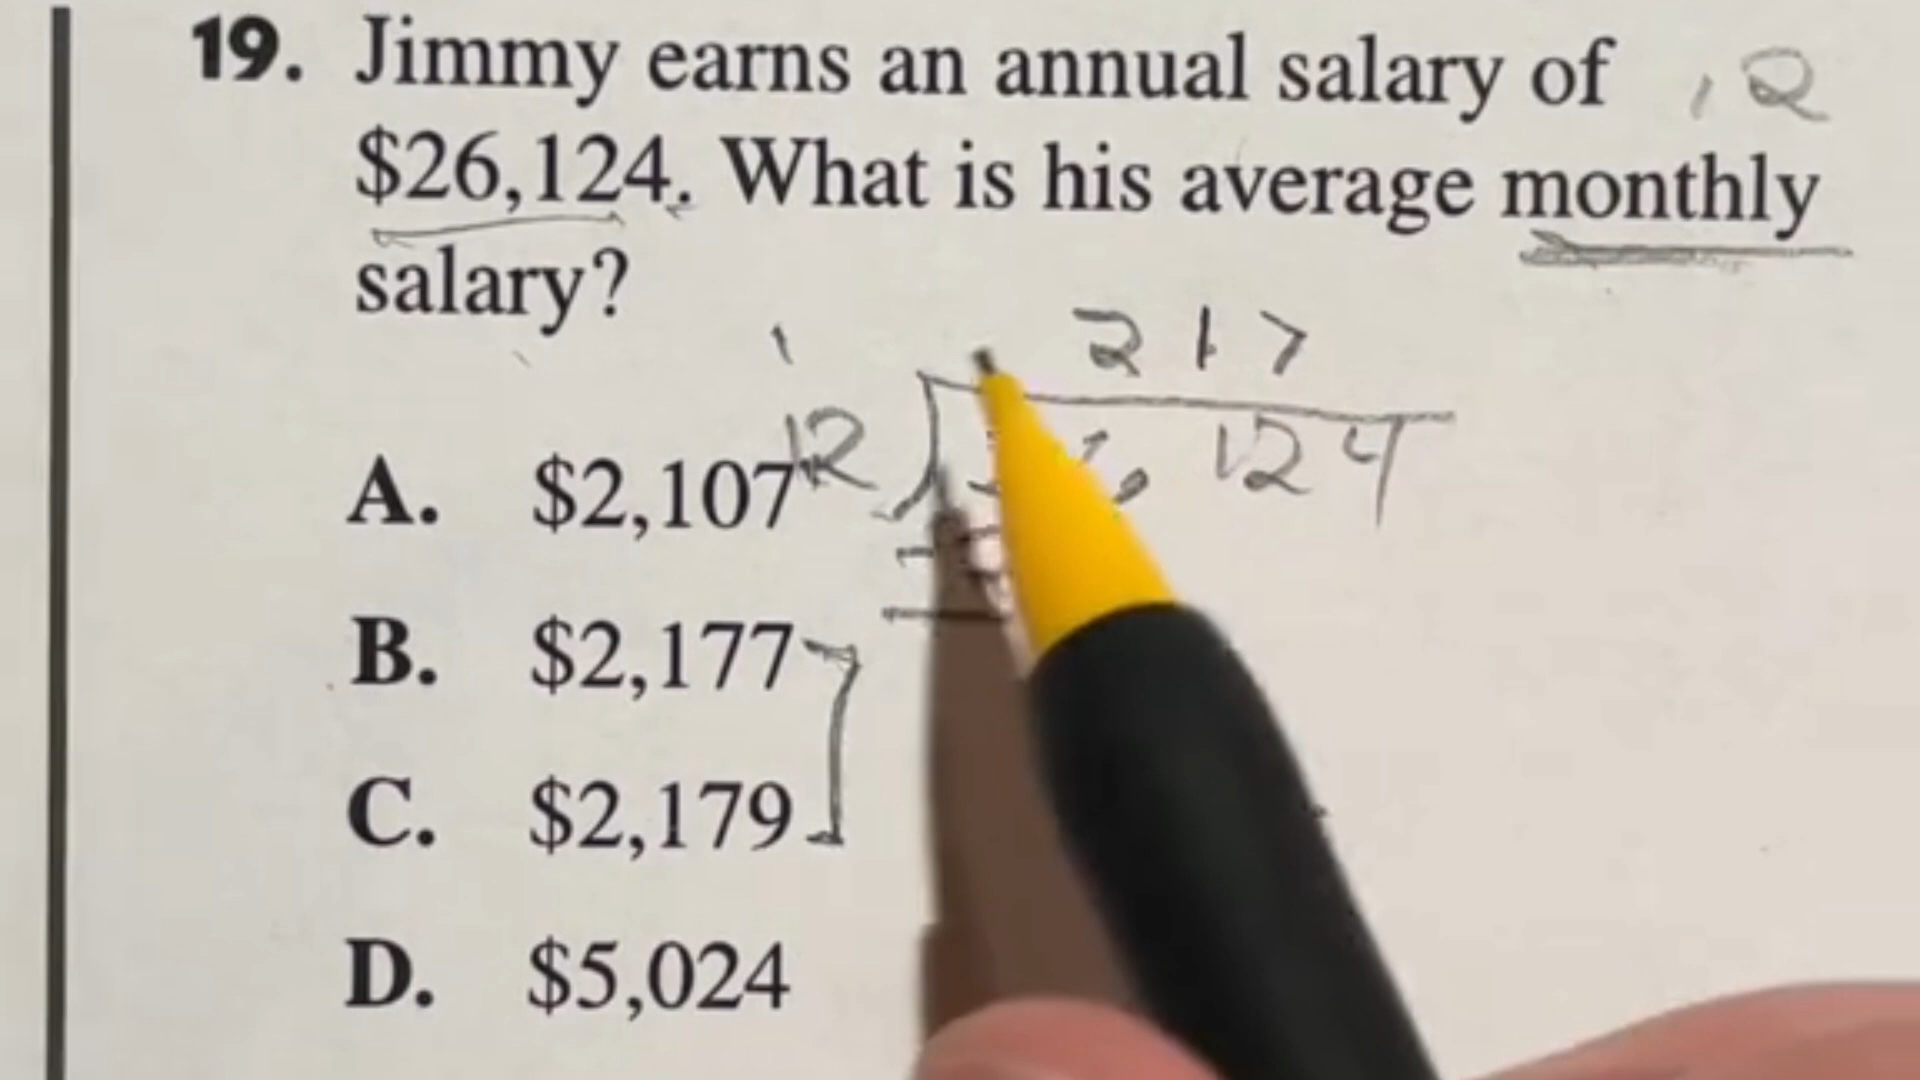 19. Jimmy earns an annual salary of 12
$26,124. What is his average monthly
salary?
217
12 124
A. $2,107
B. $2,177
C. $2,179
D. $5,024